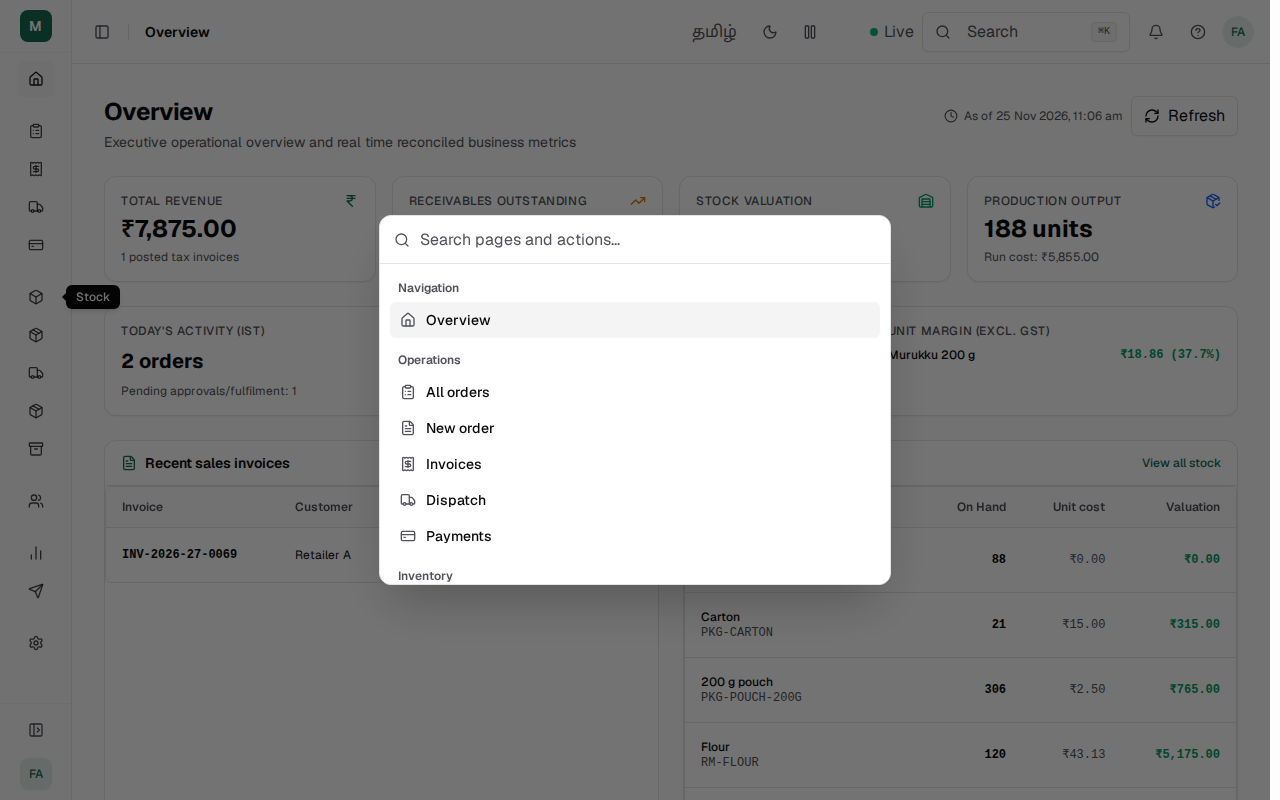 M
Overview
தமிழ்
Live
Search
⌘K
FA
Overview
Executive operational overview and real time reconciled business metrics
As of 25 Nov 2026, 11:06 am
Refresh
TOTAL REVENUE
₹
₹7,875.00
1 posted tax invoices
RECEIVABLES OUTSTANDING
STOCK VALUATION
PRODUCTION OUTPUT
188 units
Run cost: ₹5,855.00
Search pages and actions...
Navigation
Overview
Operations
All orders
New order
Invoices
Dispatch
Payments
Inventory
Stock
TODAY'S ACTIVITY (IST)
2 orders
Pending approvals/fulfilment: 1
UNIT MARGIN (EXCL. GST)
Murukku 200 g
₹18.86 (37.7%)
Recent sales invoices
Invoice Customer
INV-2026-27-0069 Retailer A
View all stock
On Hand Unit cost Valuation
88 ₹0.00 ₹0.00
Carton
PKG-CARTON
21 ₹15.00 ₹315.00
200 g pouch
PKG-POUCH-200G
306 ₹2.50 ₹765.00
Flour
RM-FLOUR
120 ₹43.13 ₹5,175.00
FA